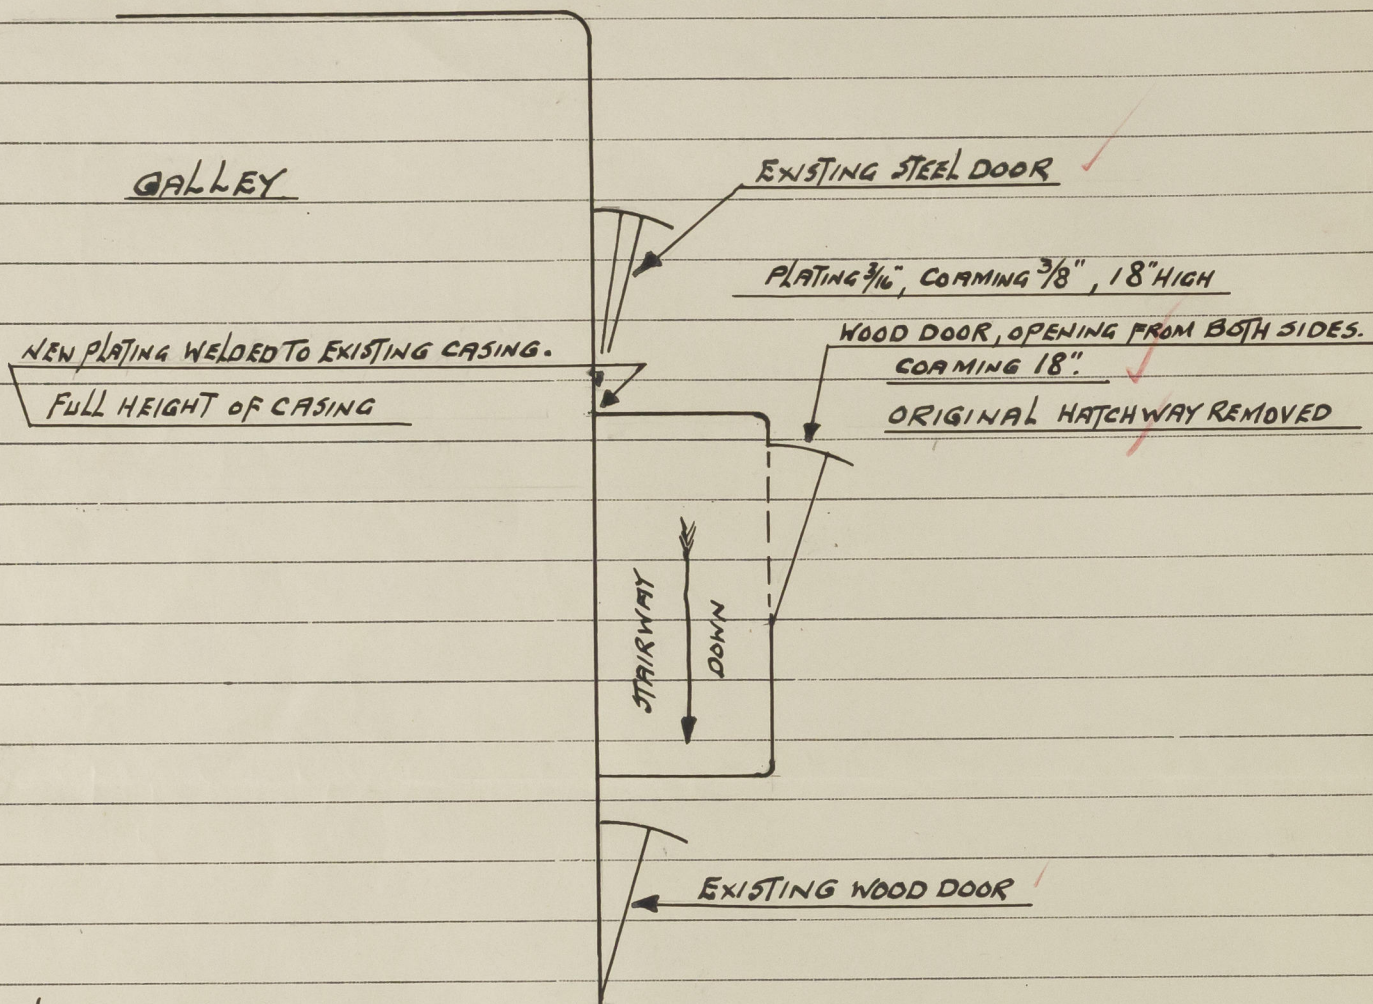 GALLEY
EXISTING STEEL DOOR
PLATING 3/16", COAMING 3/8", 18" HIGH
NEW PLATING WELDED TO EXISTING CASING.
FULL HEIGHT OF CASING
WOOD DOOR, OPENING FROM BOTH SIDES.
COAMING 18".
ORIGINAL HATCHWAY REMOVED
STAIRWAY
DOWN
EXISTING WOOD DOOR